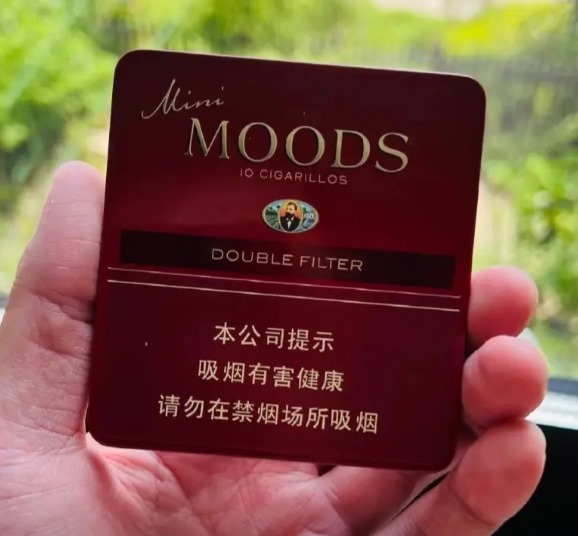 Mini
MOODS
10 CIGARILLOS
DOUBLE FILTER
本公司提示
吸烟有害健康
请勿在禁烟场所吸烟